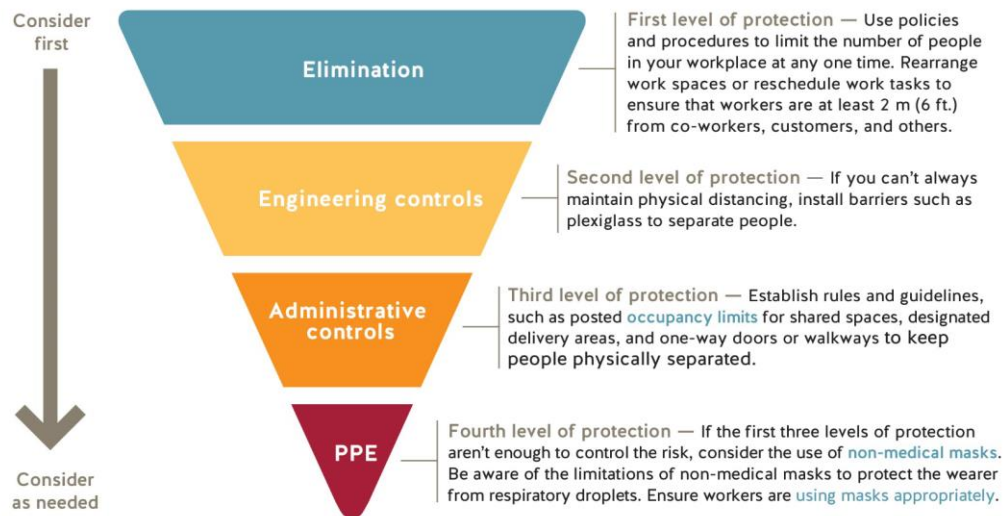 Consider
first
Elimination
First level of protection — Use policies
and procedures to limit the number of people
in your workplace at any one time. Rearrange
work spaces or reschedule work tasks to
ensure that workers are at least 2 m (6 ft.)
from co-workers, customers, and others.
Engineering controls
Second level of protection — If you can’t always
maintain physical distancing, install barriers such as
plexiglass to separate people.
Administrative
controls
Third level of protection — Establish rules and guidelines,
such as posted occupancy limits for shared spaces, designated
delivery areas, and one-way doors or walkways to keep
people physically separated.
PPE
Fourth level of protection — If the first three levels of protection
aren’t enough to control the risk, consider the use of non-medical masks.
Be aware of the limitations of non-medical masks to protect the wearer
from respiratory droplets. Ensure workers are using masks appropriately.
Consider
as needed